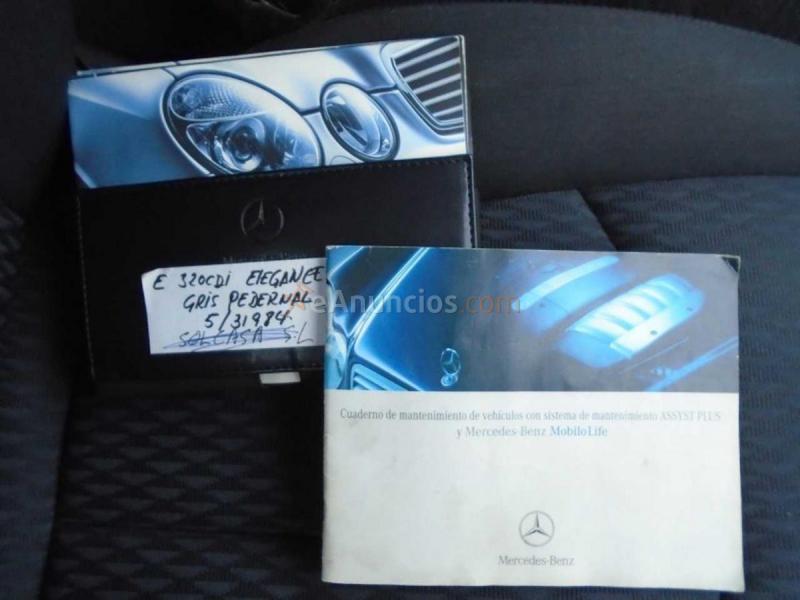 E 320CDI ELEGANCE
GRIS PEDERNAL
5/31984.
SOLCASA S.L
eAnuncios.com
Cuaderno de mantenimiento de vehículos con sistema de mantenimiento ASSYST PLUS
y Mercedes-Benz MobiloLife
Mercedes-Benz